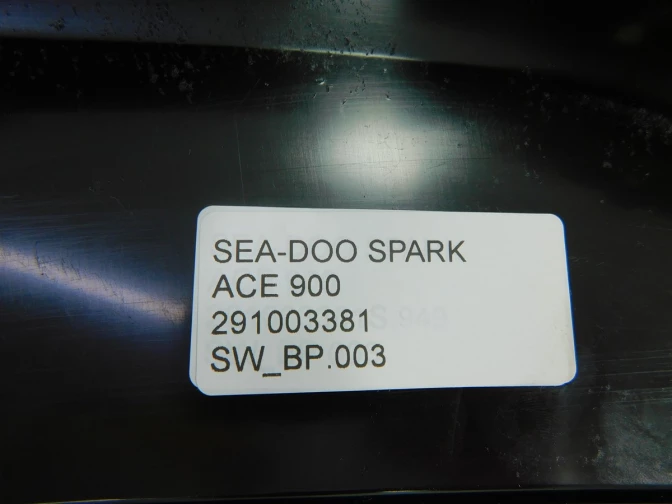 SEA-DOO SPARK
ACE 900
291003381
SW_BP.003